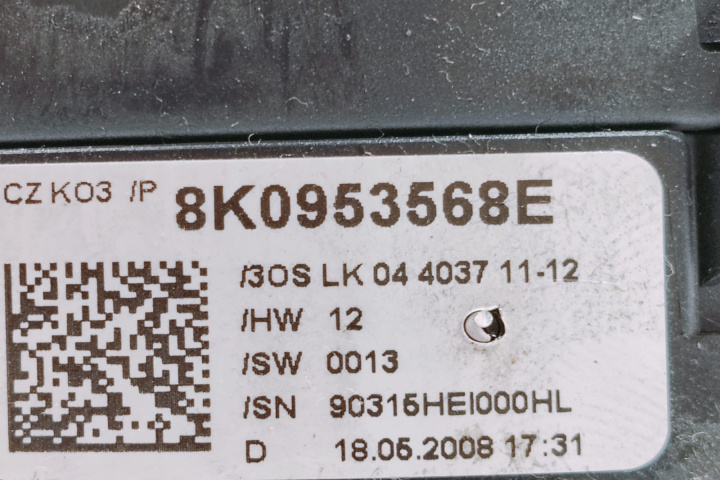 CZ K03 /P 8K0953568E
/3OS LK 04 4037 11-12
/HW 12
/SW 0013
/SN 90315HEI000HL
D 18.05.2008 17:31